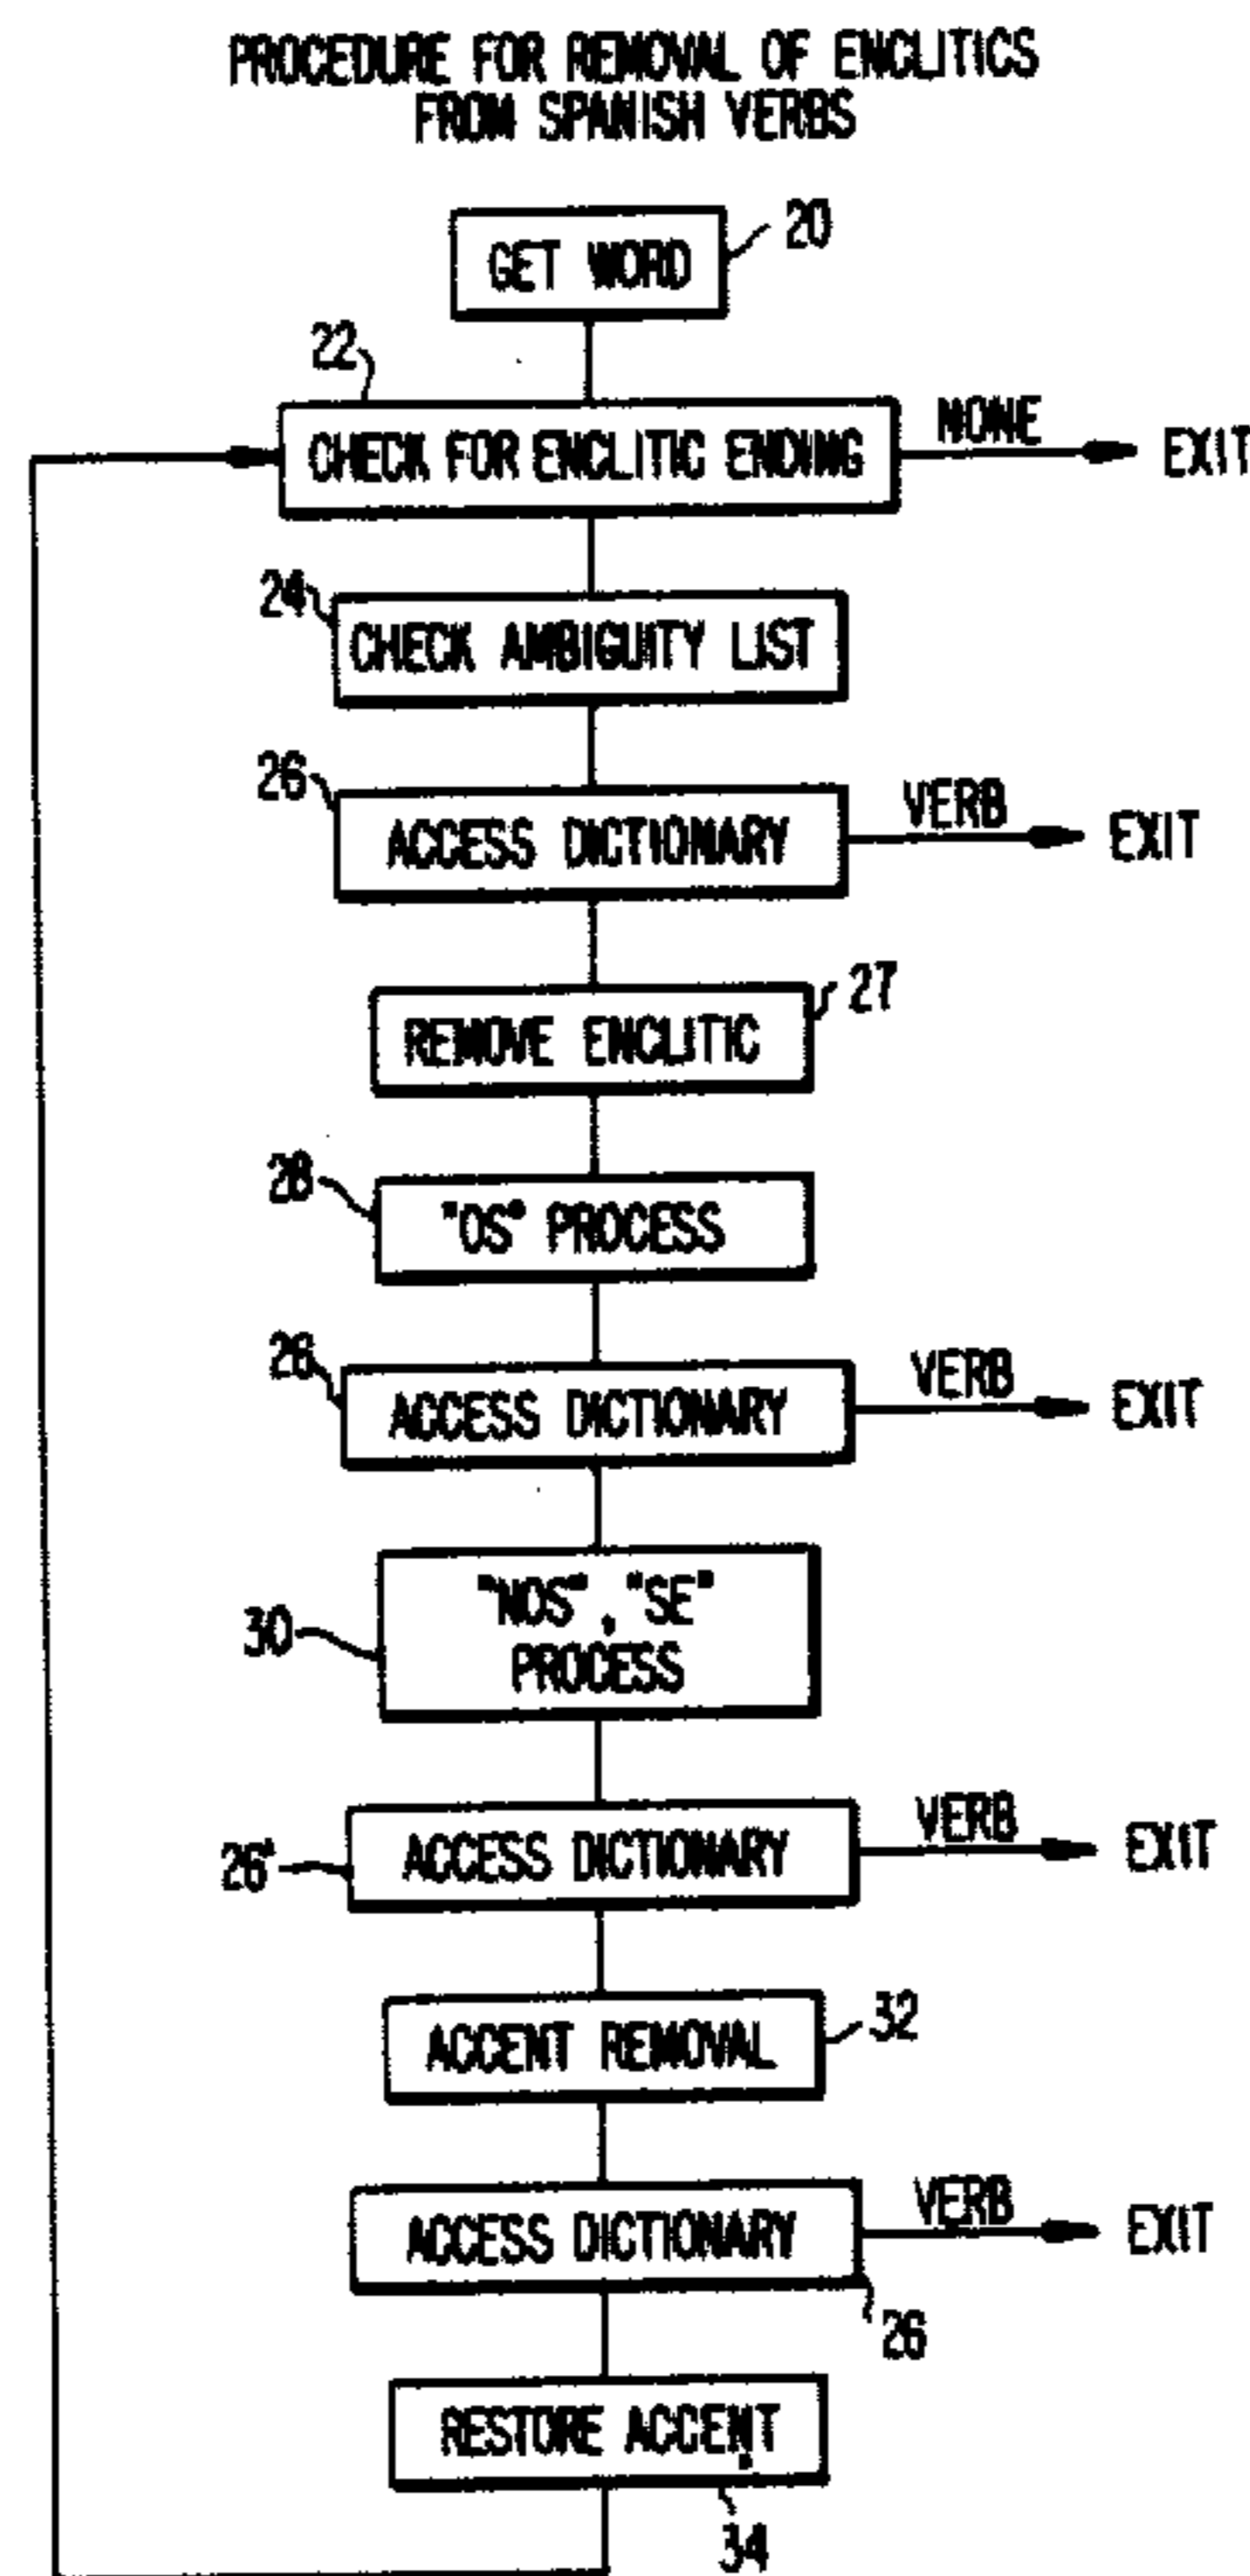 PROCEDURE FOR REMOVAL OF ENCLITICS
FROM SPANISH VERBS
GET WORD
20
22
CHECK FOR ENCLITIC ENDING
NONE
EXIT
24
CHECK AMBIGUITY LIST
26
ACCESS DICTIONARY
VERB
EXIT
REMOVE ENCLITIC
27
28
"OS" PROCESS
26
ACCESS DICTIONARY
VERB
EXIT
30
"NOS", "SE"
PROCESS
26
ACCESS DICTIONARY
VERB
EXIT
ACCENT REMOVAL
32
ACCESS DICTIONARY
VERB
EXIT
26
RESTORE ACCENT
34